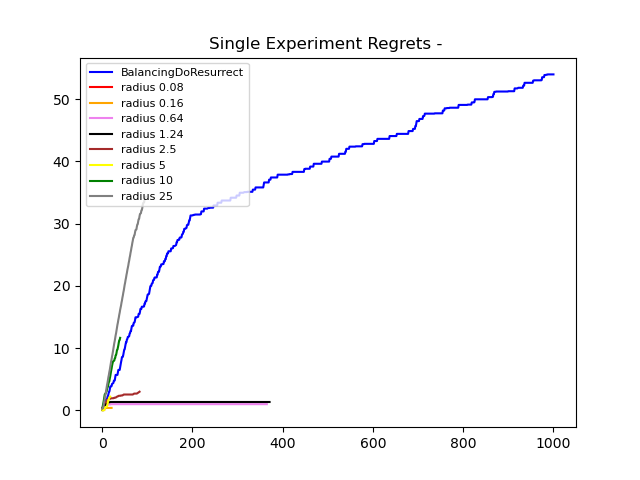 Single Experiment Regrets -
BalancingDoResurrect
radius 0.08
radius 0.16
radius 0.64
radius 1.24
radius 2.5
radius 5
radius 10
radius 25
50
40
30
20
10
0
0 200 400 600 800 1000